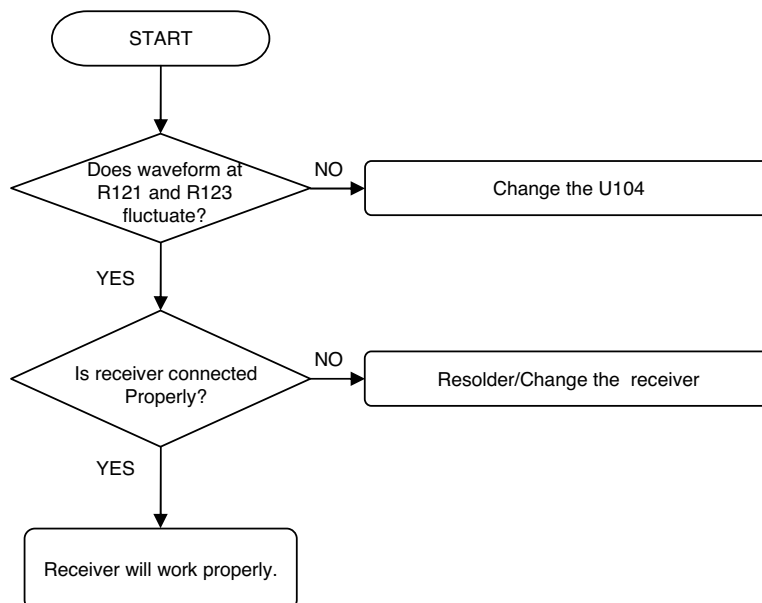 START
Does waveform at
R121 and R123
fluctuate?
NO
Change the U104
YES
Is receiver connected
Properly?
NO
Resolder/Change the  receiver
YES
Receiver will work properly.